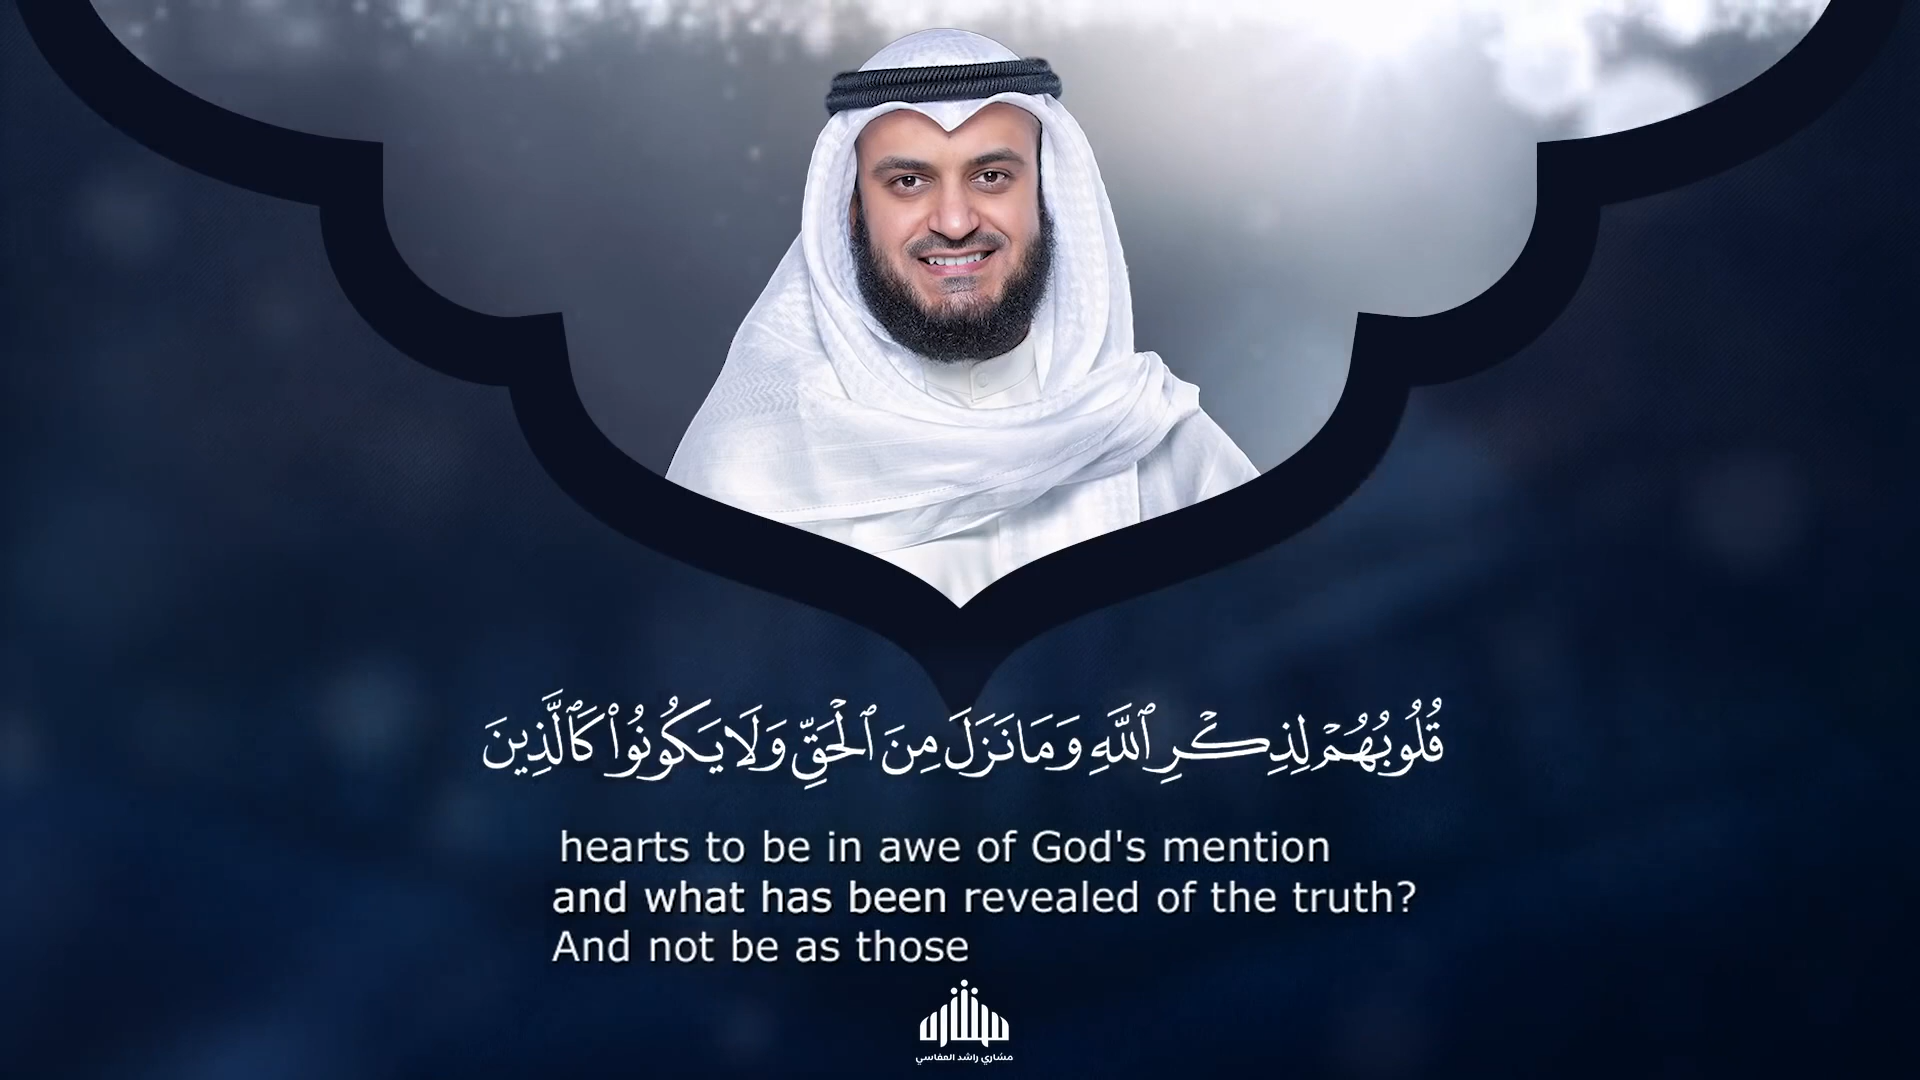 قُلُوبُهُمْ لِذِكْرِ ٱللَّهِ وَمَا نَزَلَ مِنَ ٱلْحَقِّ وَلَا يَكُونُوا۟ كَٱلَّذِينَ
hearts to be in awe of God's mention
and what has been revealed of the truth?
And not be as those
مشاري راشد العفاسي